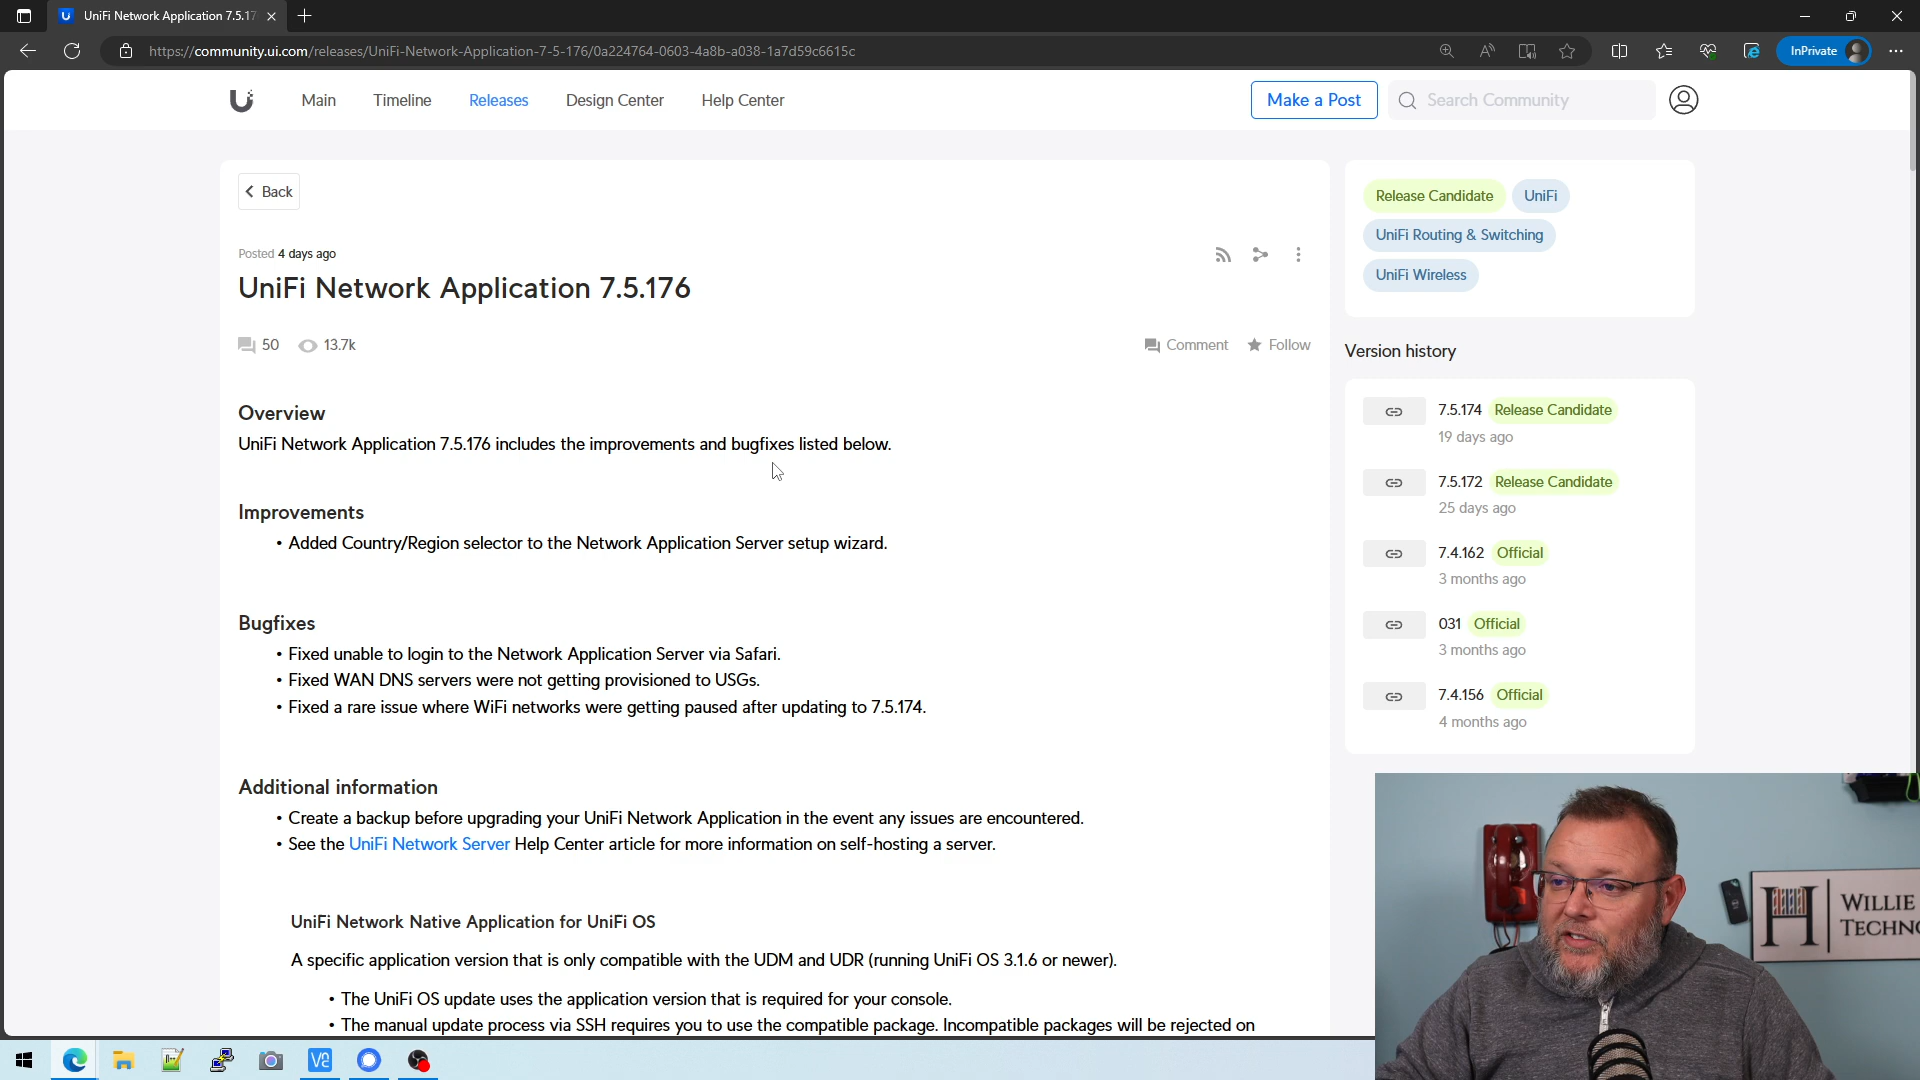 UniFi Network Application 7.5.17
https://community.ui.com/releases/UniFi-Network-Application-7-5-176/0a224764-0603-4a8b-a038-1a7d59c6615c
InPrivate
Main
Timeline
Releases
Design Center
Help Center
Make a Post
Search Community
Back
Posted 4 days ago
UniFi Network Application 7.5.176
50
13.7k
Comment
Follow
Overview
UniFi Network Application 7.5.176 includes the improvements and bugfixes listed below.
Improvements
• Added Country/Region selector to the Network Application Server setup wizard.
Bugfixes
• Fixed unable to login to the Network Application Server via Safari.
• Fixed WAN DNS servers were not getting provisioned to USGs.
• Fixed a rare issue where WiFi networks were getting paused after updating to 7.5.174.
Additional information
• Create a backup before upgrading your UniFi Network Application in the event any issues are encountered.
• See the UniFi Network Server Help Center article for more information on self-hosting a server.
UniFi Network Native Application for UniFi OS
A specific application version that is only compatible with the UDM and UDR (running UniFi OS 3.1.6 or newer).
• The UniFi OS update uses the application version that is required for your console.
• The manual update process via SSH requires you to use the compatible package. Incompatible packages will be rejected on
Release Candidate
UniFi
UniFi Routing & Switching
UniFi Wireless
Version history
7.5.174 Release Candidate
19 days ago
7.5.172 Release Candidate
25 days ago
7.4.162 Official
3 months ago
031 Official
3 months ago
7.4.156 Official
4 months ago
H WILLIE
TECHNO